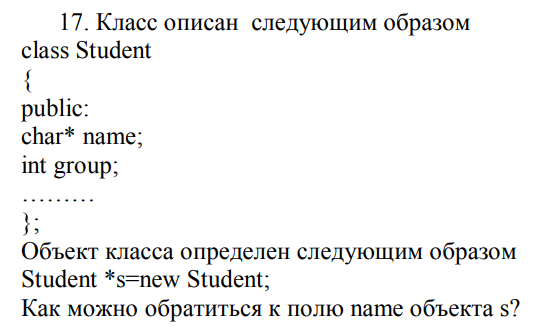 17. Класс описан следующим образом
class Student
{
public:
char* name;
int group;
………
};
Объект класса определен следующим образом
Student *s=new Student;
Как можно обратиться к полю name объекта s?